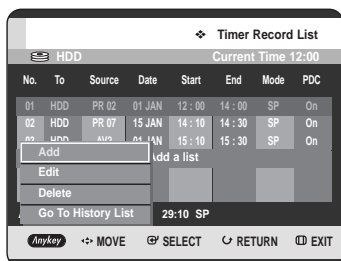 ❖ Timer Record List
HDD Current Time 12:00
No. To Source Date Start End Mode PDC
01 HDD PR 02 01 JAN 12 : 00 14 : 00 SP On
02 HDD PR 07 15 JAN 14 : 10 14 : 30 SP On
03 HDD AV2 01 JAN 15 : 10 15 : 30 SP On
Add
a list
Edit
Delete
Go To History List 29:10 SP
Anykey MOVE SELECT RETURN EXIT